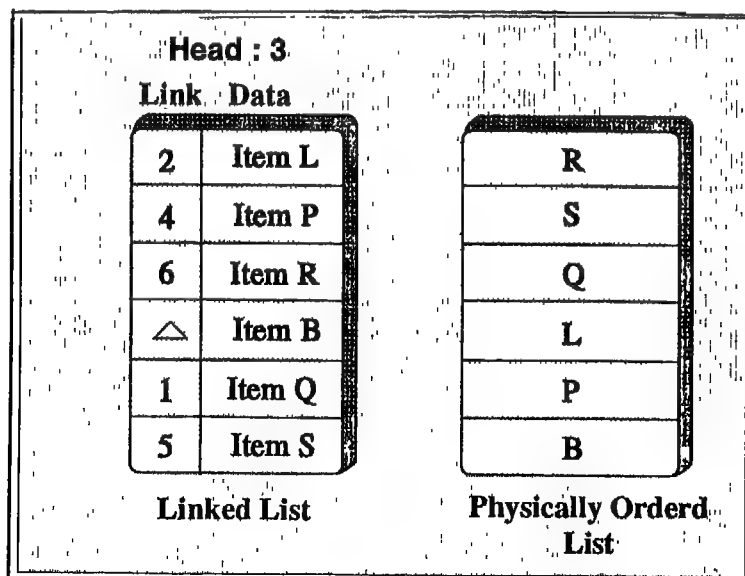 Head : 3
Link Data
2 Item L
4 Item P
6 Item R
△ Item B
1 Item Q
5 Item S
Linked List
R
S
Q
L
P
B
Physically Orderd
List